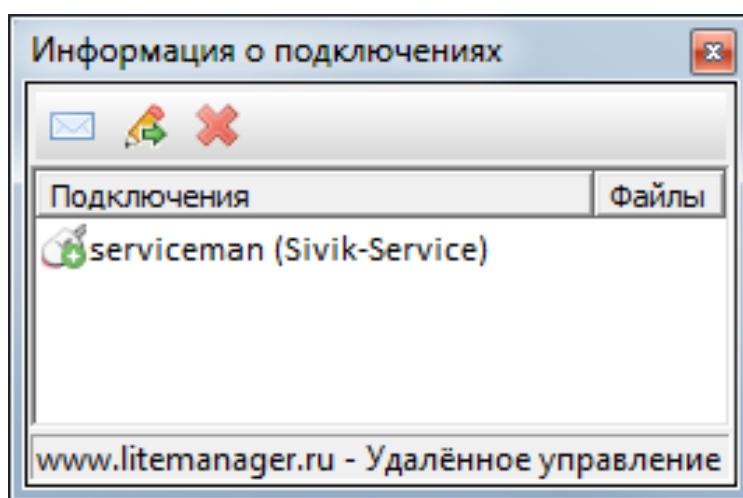 Информация о подключениях
Подключения Файлы
serviceman (Sivik-Service)
www.litemanager.ru - Удалённое управление